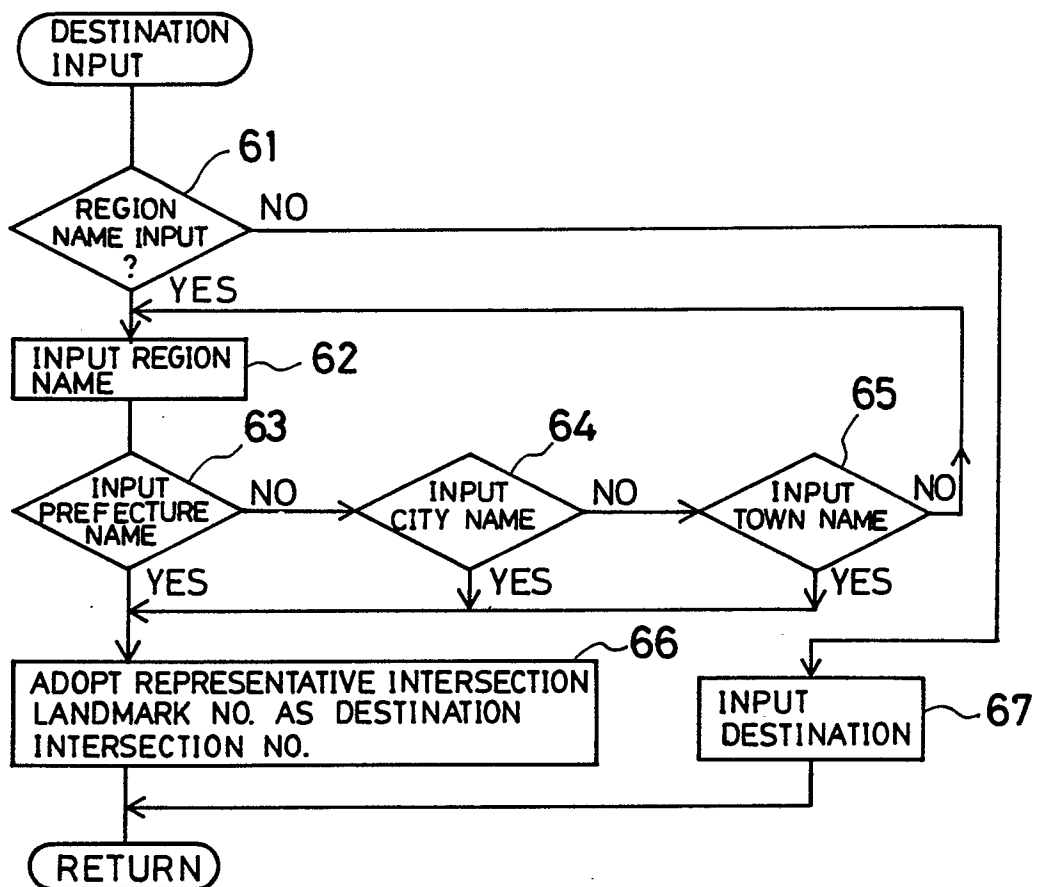 DESTINATION
INPUT
61
REGION
NAME INPUT
?
NO
YES
INPUT REGION
NAME
62
63
INPUT
PREFECTURE
NAME
NO
YES
64
INPUT
CITY NAME
NO
YES
65
INPUT
TOWN NAME
NO
YES
66
ADOPT REPRESENTATIVE INTERSECTION
LANDMARK NO. AS DESTINATION
INTERSECTION NO.
INPUT
DESTINATION
67
RETURN